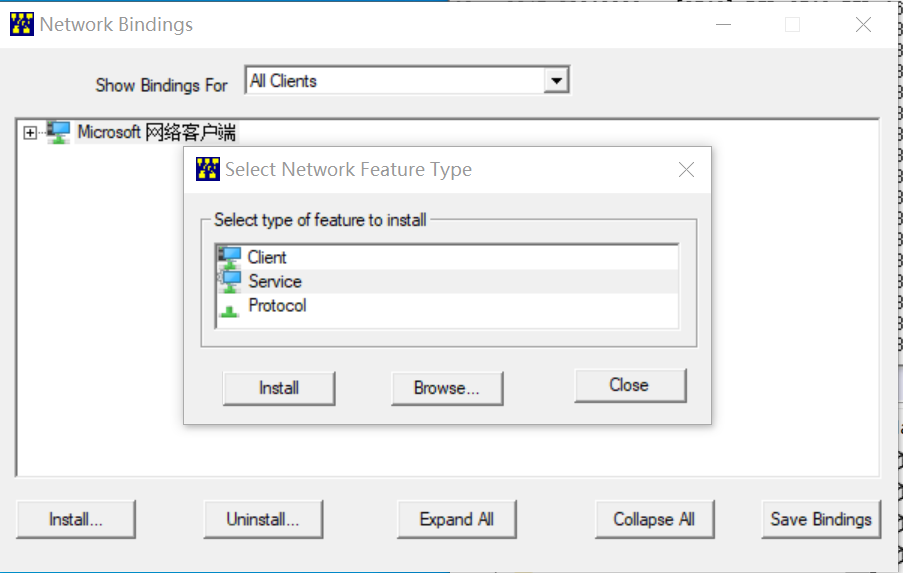 Network Bindings
Show Bindings For
All Clients
Microsoft 网络客户端
Select Network Feature Type
Select type of feature to install
Client
Service
Protocol
Install
Browse...
Close
Install...
Uninstall...
Expand All
Collapse All
Save Bindings